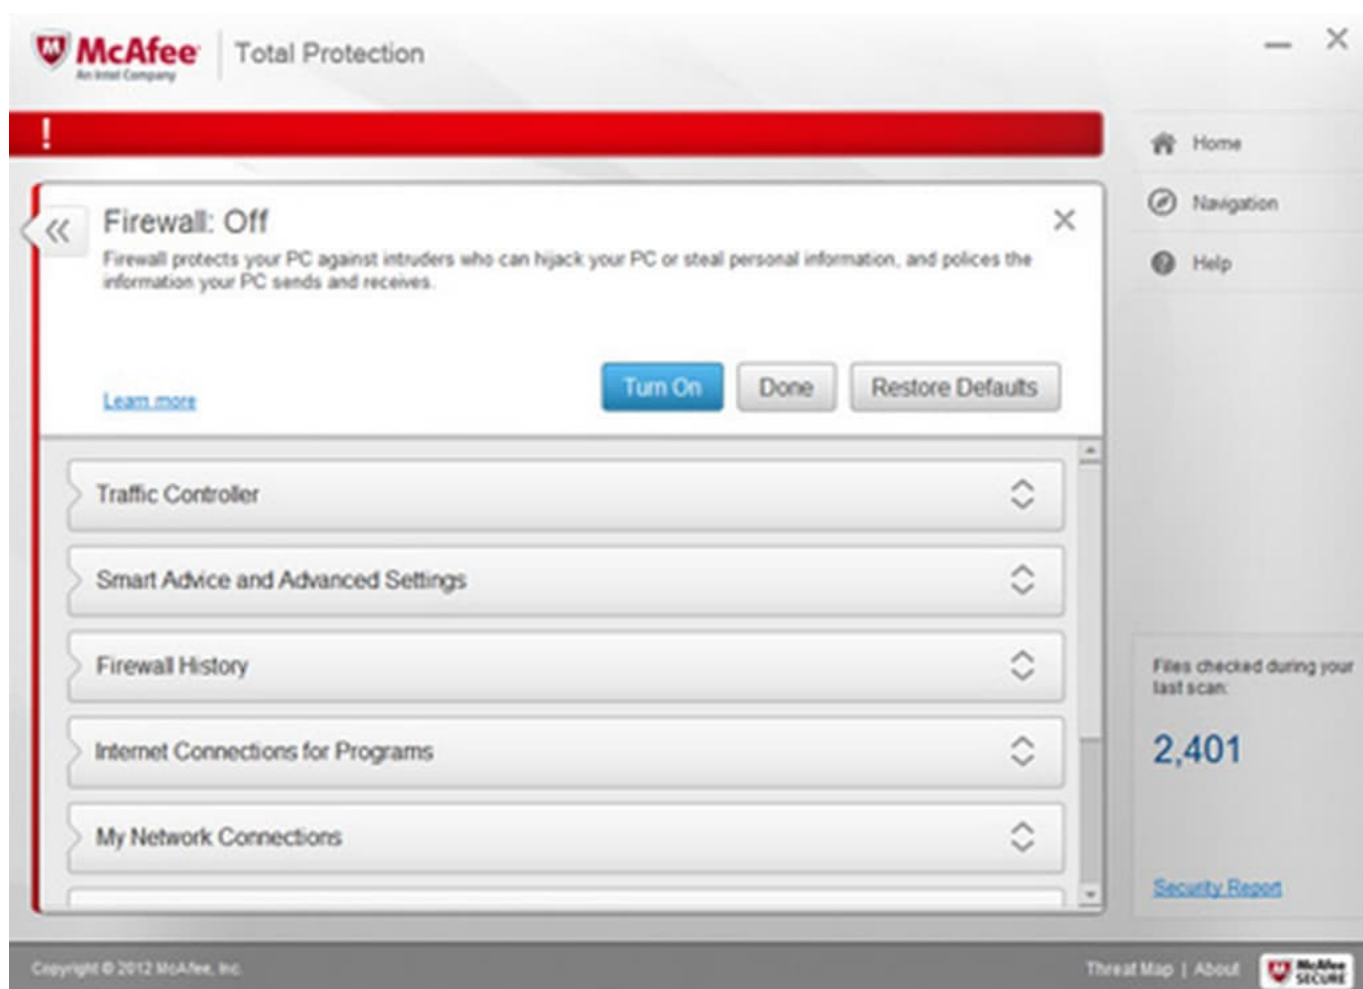 McAfee
An Intel Company
Total Protection
!
Home
Navigation
Help
Firewall: Off
Firewall protects your PC against intruders who can hijack your PC or steal personal information, and polices the
information your PC sends and receives.
Learn more
Turn On
Done
Restore Defaults
Traffic Controller
Smart Advice and Advanced Settings
Firewall History
Internet Connections for Programs
My Network Connections
Files checked during your
last scan:
2,401
Security Report
Copyright © 2012 McAfee, Inc.
Threat Map | About
McAfee
SECURE